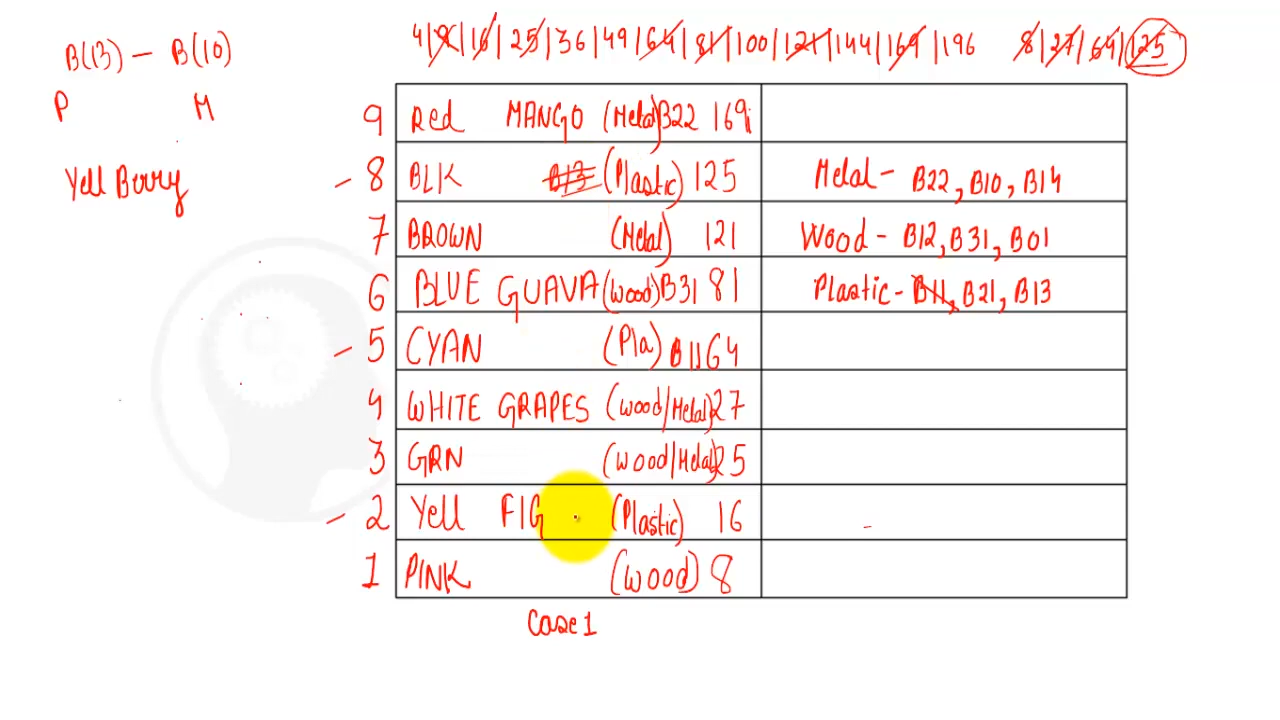 B(13) - B(10)
P M
Yell Berry
4|8|16|25|36|49|64|81|100|121|144|169|196 8|27|64|125
9 Red MANGO (Metal) B22 169
8 BLK B13 (Plastic) 125 Metal - B22, B10, B14
7 BROWN (Metal) 121 Wood - B12, B31, B01
6 BLUE GUAVA (Wood) B31 81 Plastic - B11, B21, B13
5 CYAN (Pla) B11 64
4 WHITE GRAPES (Wood/Metal) 27
3 GRN (Wood/Metal) 25
2 Yell FIG (Plastic) 16
1 PINK (Wood) 8
Case 1